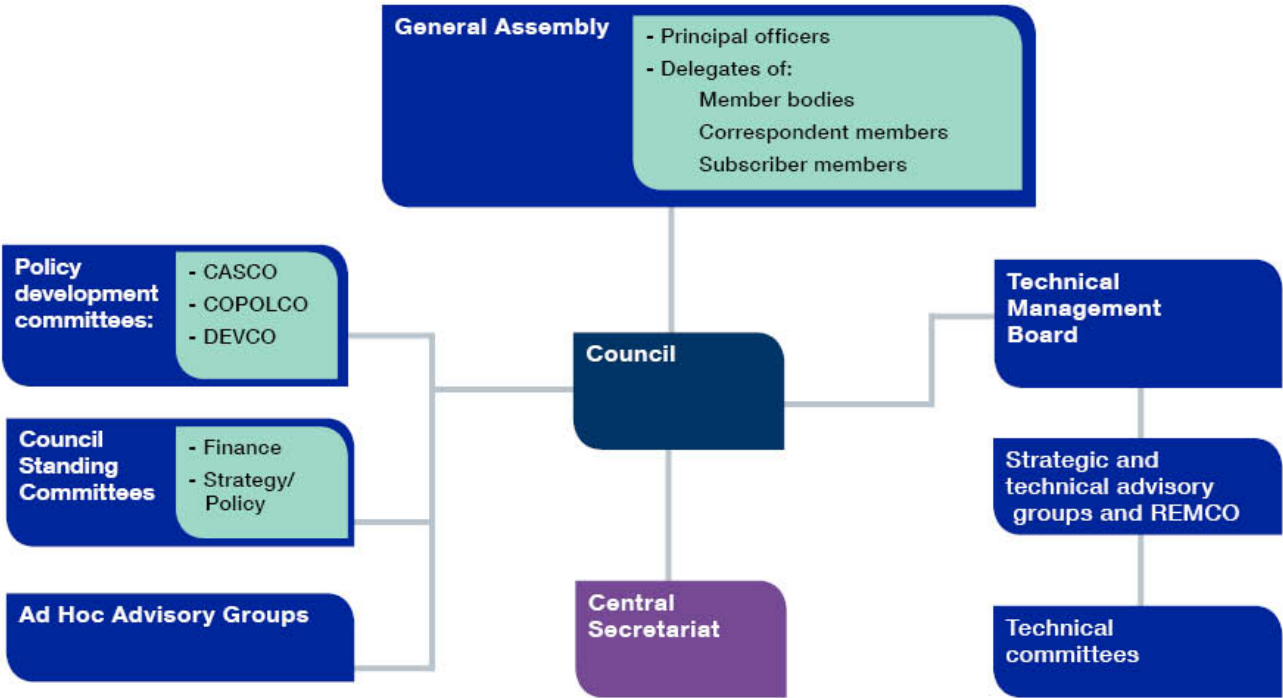 General Assembly
- Principal officers
- Delegates of:
Member bodies
Correspondent members
Subscriber members
Policy
development
committees:
- CASCO
- COPOLCO
- DEVCO
Council
Standing
Committees
- Finance
- Strategy/
Policy
Ad Hoc Advisory Groups
Council
Central
Secretariat
Technical
Management
Board
Strategic and
technical advisory
groups and REMCO
Technical
committees